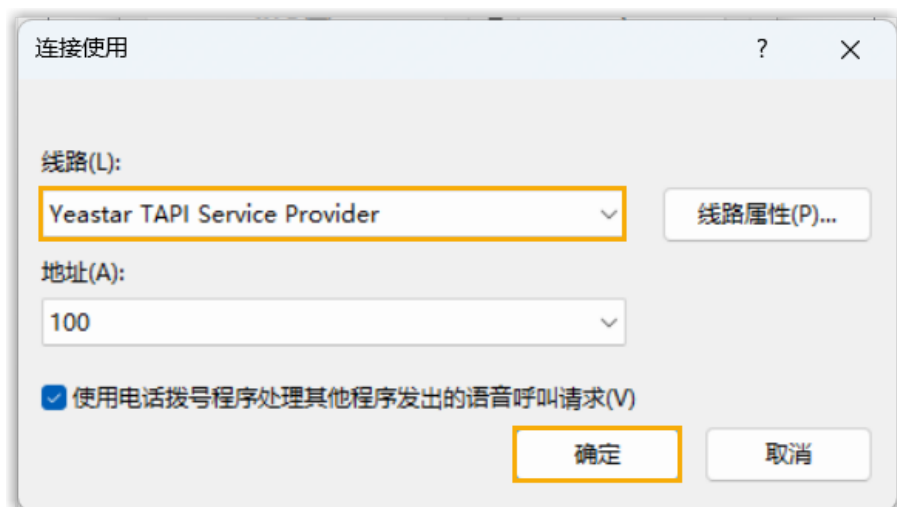 连接使用
?
线路(L):
Yeastar TAPI Service Provider
线路属性(P)...
地址(A):
100
使用电话拨号程序处理其他程序发出的语音呼叫请求(V)
确定
取消